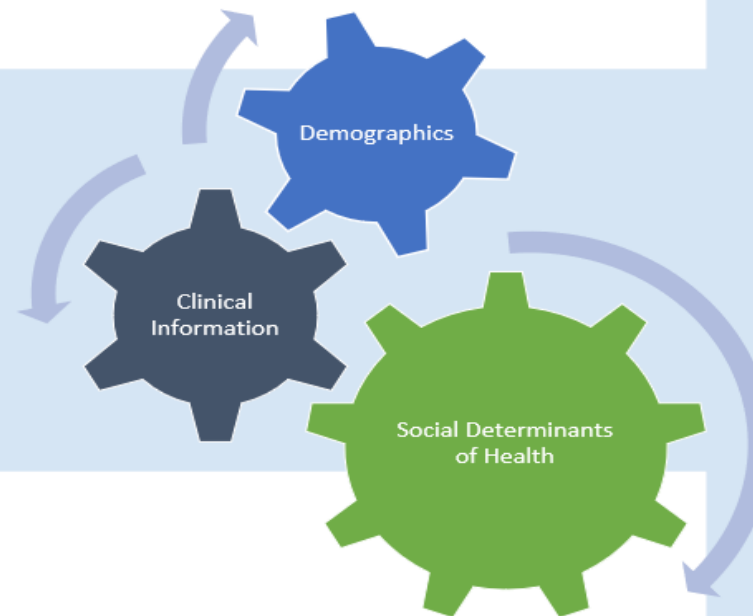 Demographics
Clinical
Information
Social Determinants
of Health